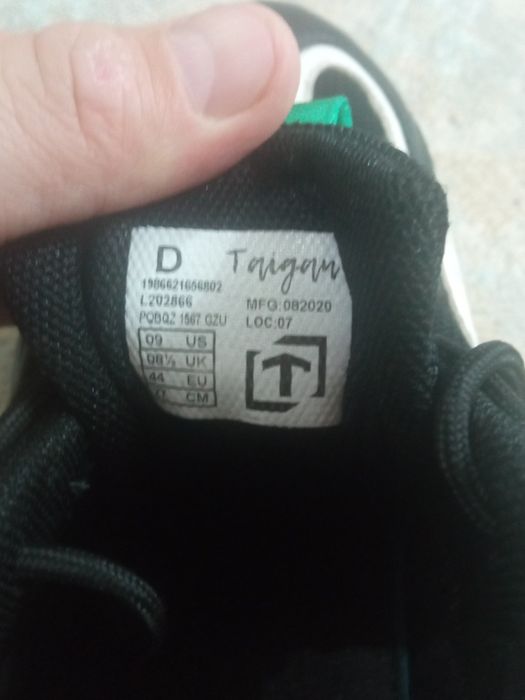 D Taigan
1986621656802
L202866 MFG:082020
PQBQZ 1567 GZU LOC:07
09 US
08½ UK
44 EU
CM
T